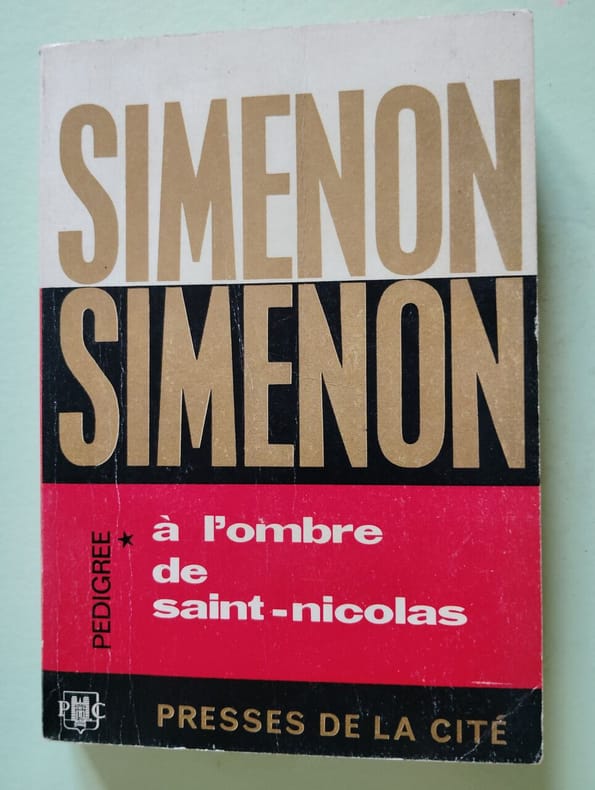 SIMENON
SIMENON
PEDIGREE ★
à l'ombre
de
saint-nicolas
P C
PRESSES DE LA CITÉ